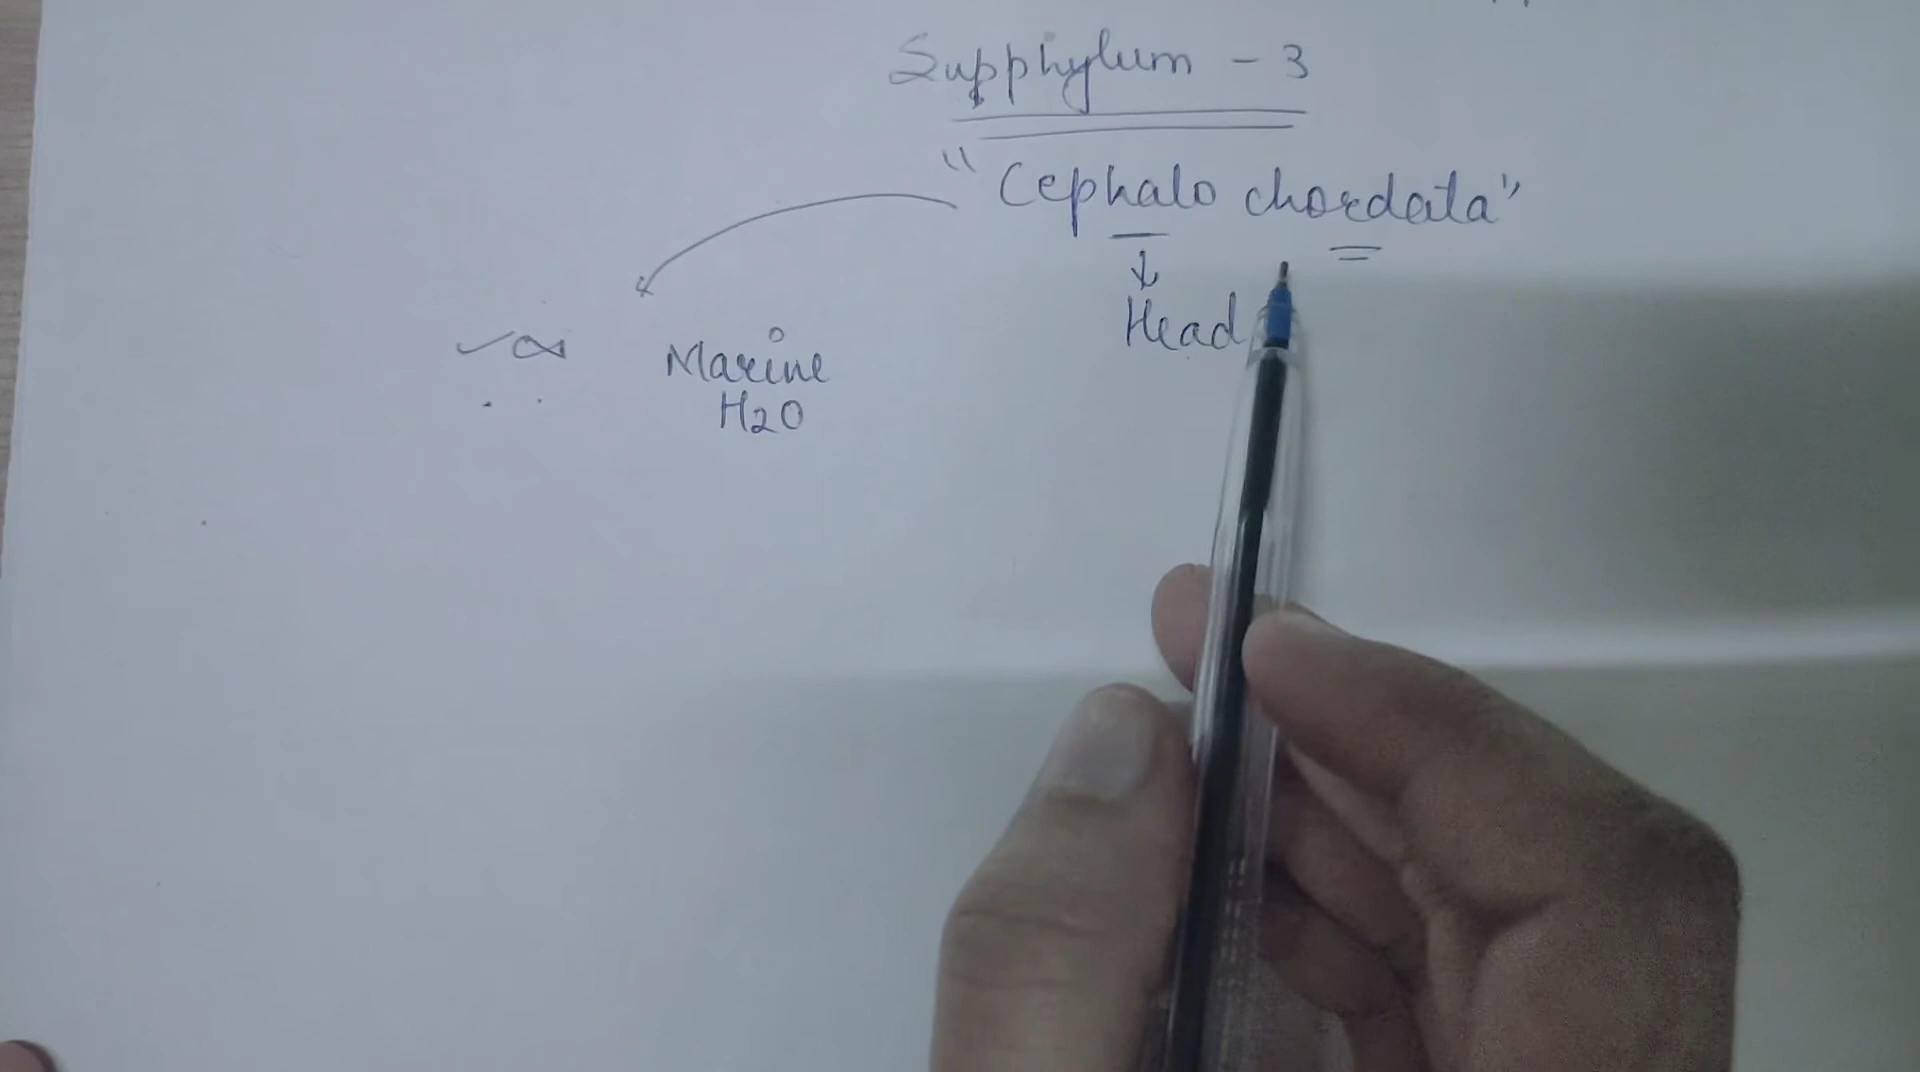 Supphylum - 3
"Cephalo chordata"
Head
Marine
H2O